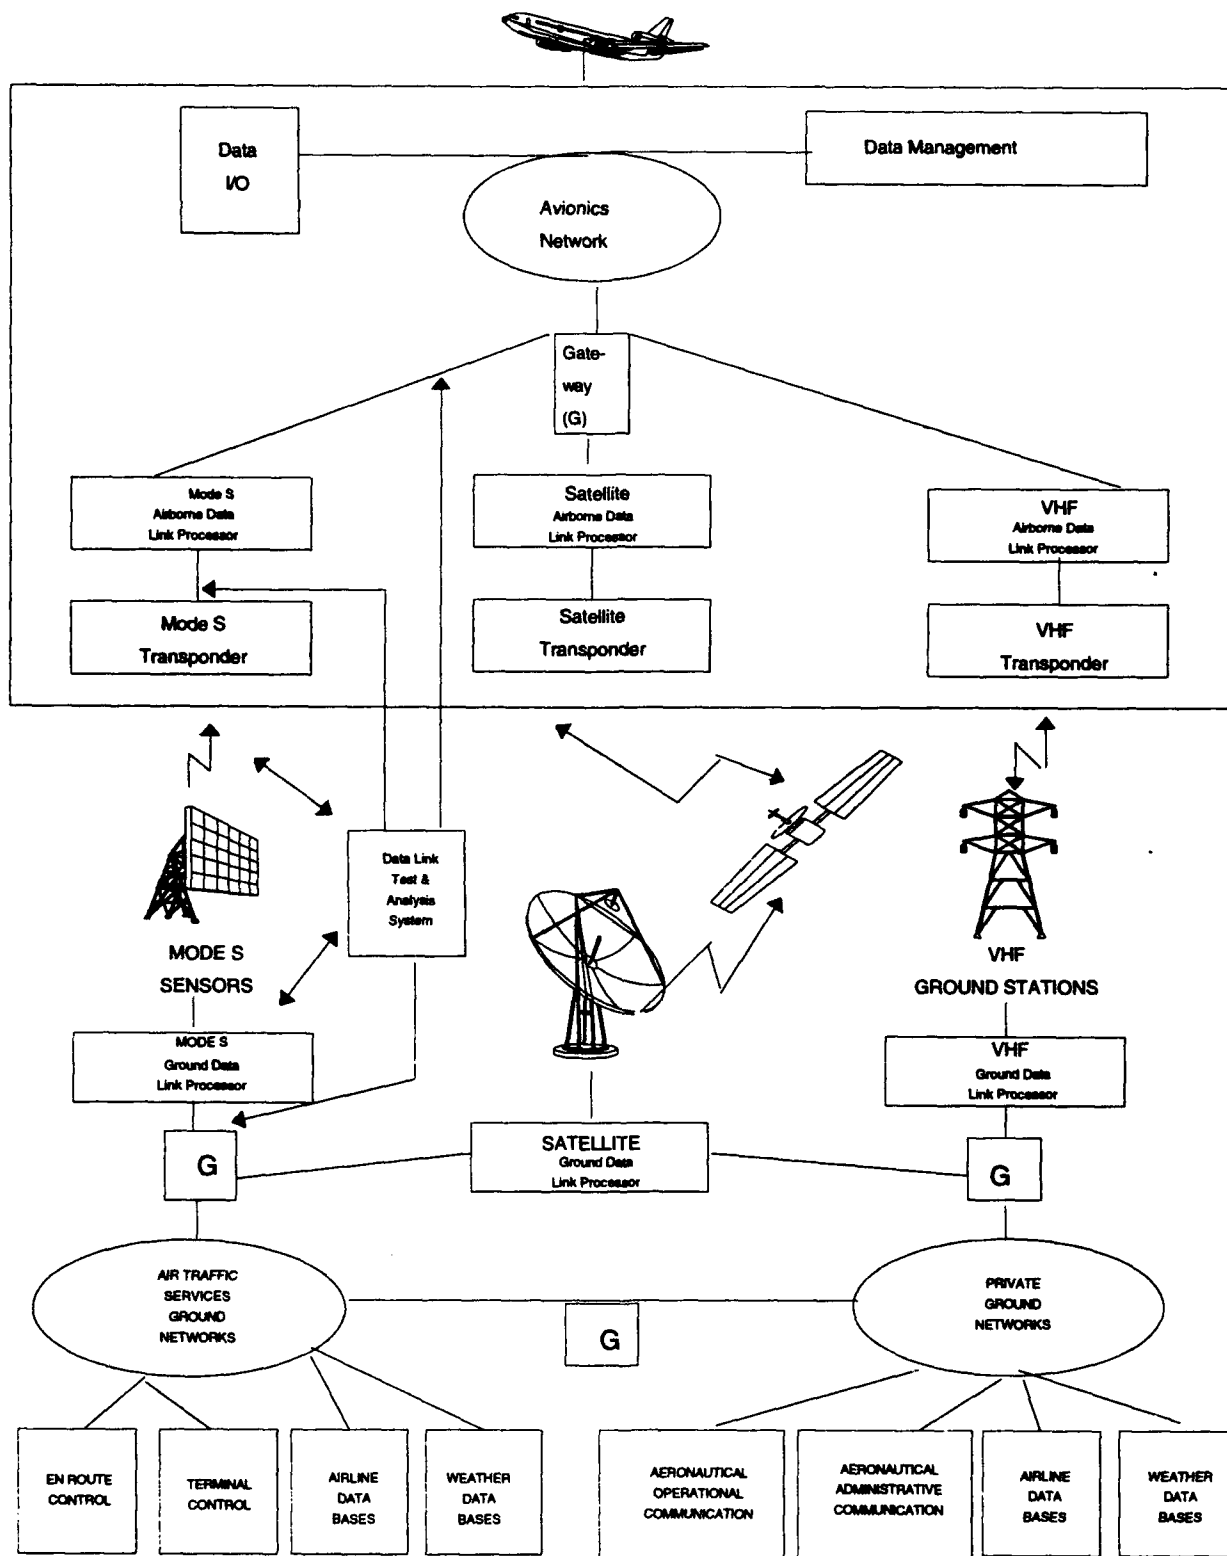 Data
I/O
Data Management
Avionics
Network
Gate-
way
(G)
Mode S
Airborne Data
Link Processor
Satellite
Airborne Data
Link Processor
VHF
Airborne Data
Link Processor
Mode S
Transponder
Satellite
Transponder
VHF
Transponder
Data Link
Test &
Analysis
System
MODE S
SENSORS
VHF
GROUND STATIONS
MODE S
Ground Data
Link Processor
VHF
Ground Data
Link Processor
SATELLITE
Ground Data
Link Processor
G
G
AIR TRAFFIC
SERVICES
GROUND
NETWORKS
PRIVATE
GROUND
NETWORKS
G
EN ROUTE
CONTROL
TERMINAL
CONTROL
AIRLINE
DATA
BASES
WEATHER
DATA
BASES
AERONAUTICAL
OPERATIONAL
COMMUNICATION
AERONAUTICAL
ADMINISTRATIVE
COMMUNICATION
AIRLINE
DATA
BASES
WEATHER
DATA
BASES